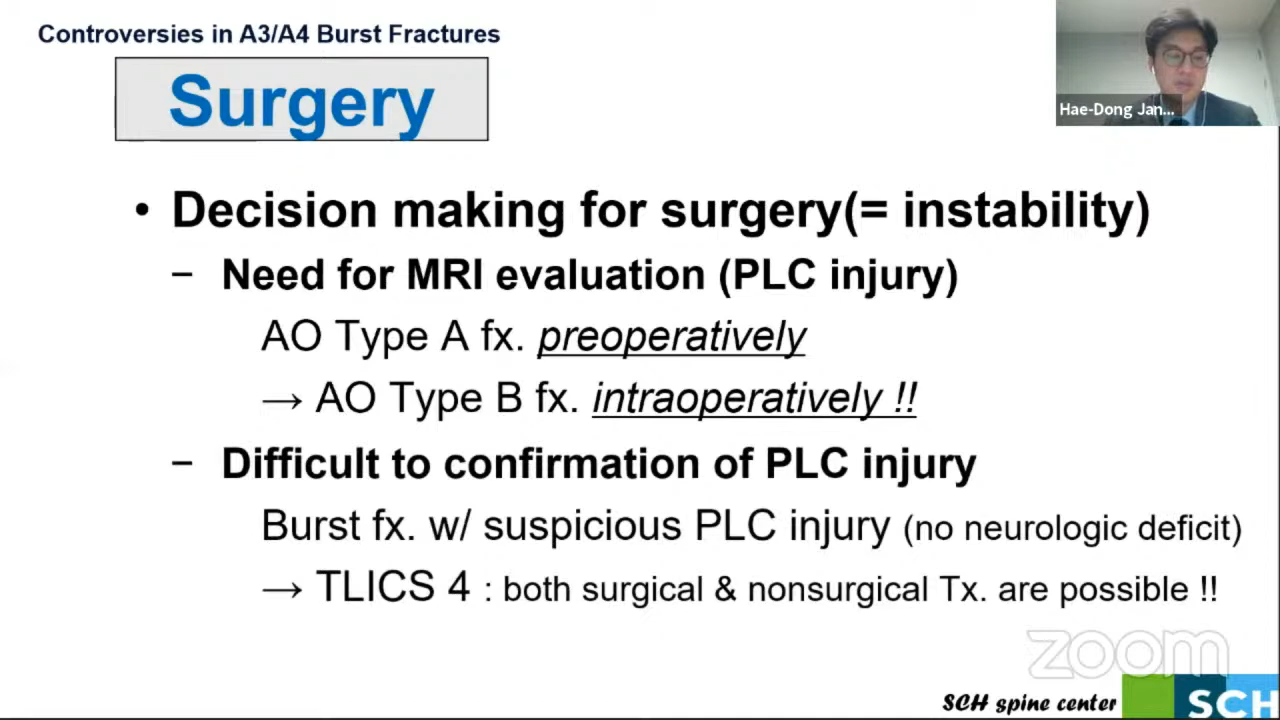 Controversies in A3/A4 Burst Fractures
Surgery
Hae-Dong Jan...
• Decision making for surgery(= instability)
– Need for MRI evaluation (PLC injury)
AO Type A fx. preoperatively
→ AO Type B fx. intraoperatively !!
– Difficult to confirmation of PLC injury
Burst fx. w/ suspicious PLC injury (no neurologic deficit)
→ TLICS 4 : both surgical & nonsurgical Tx. are possible !!
zoom
SCH spine center
SCH